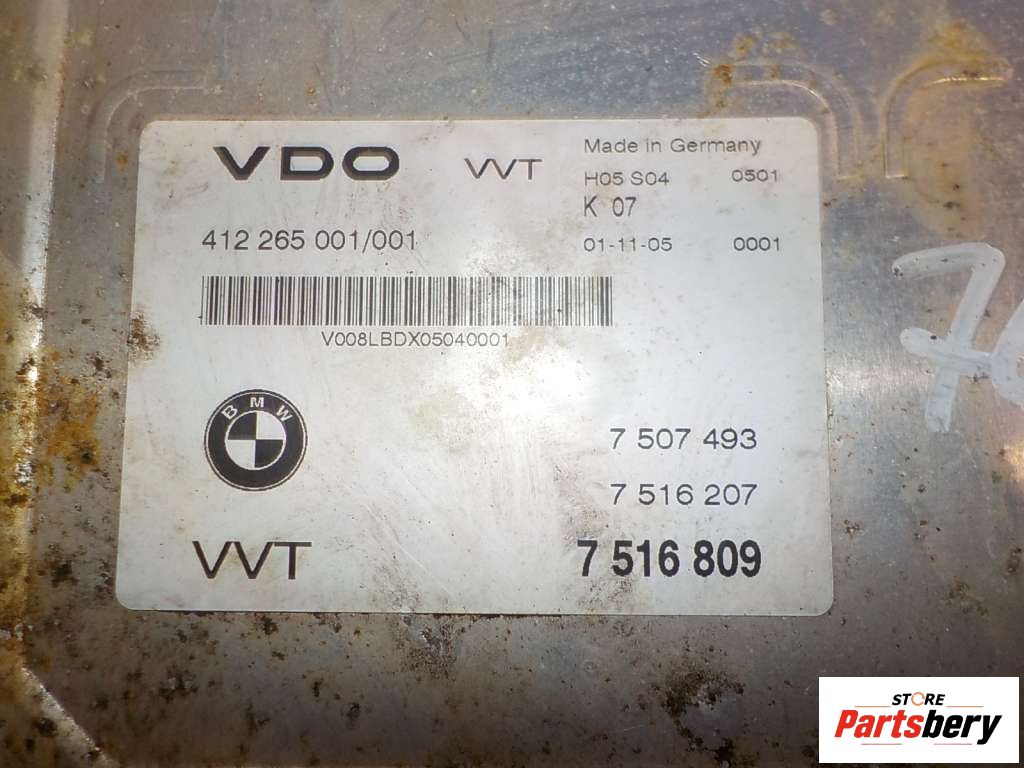 VDO VVT Made in Germany
H05 S04 0501
K 07
412 265 001/001 01-11-05 0001
V008LBDX05040001
BMW
7 507 493
7 516 207
VVT 7 516 809
STORE
Partsbery